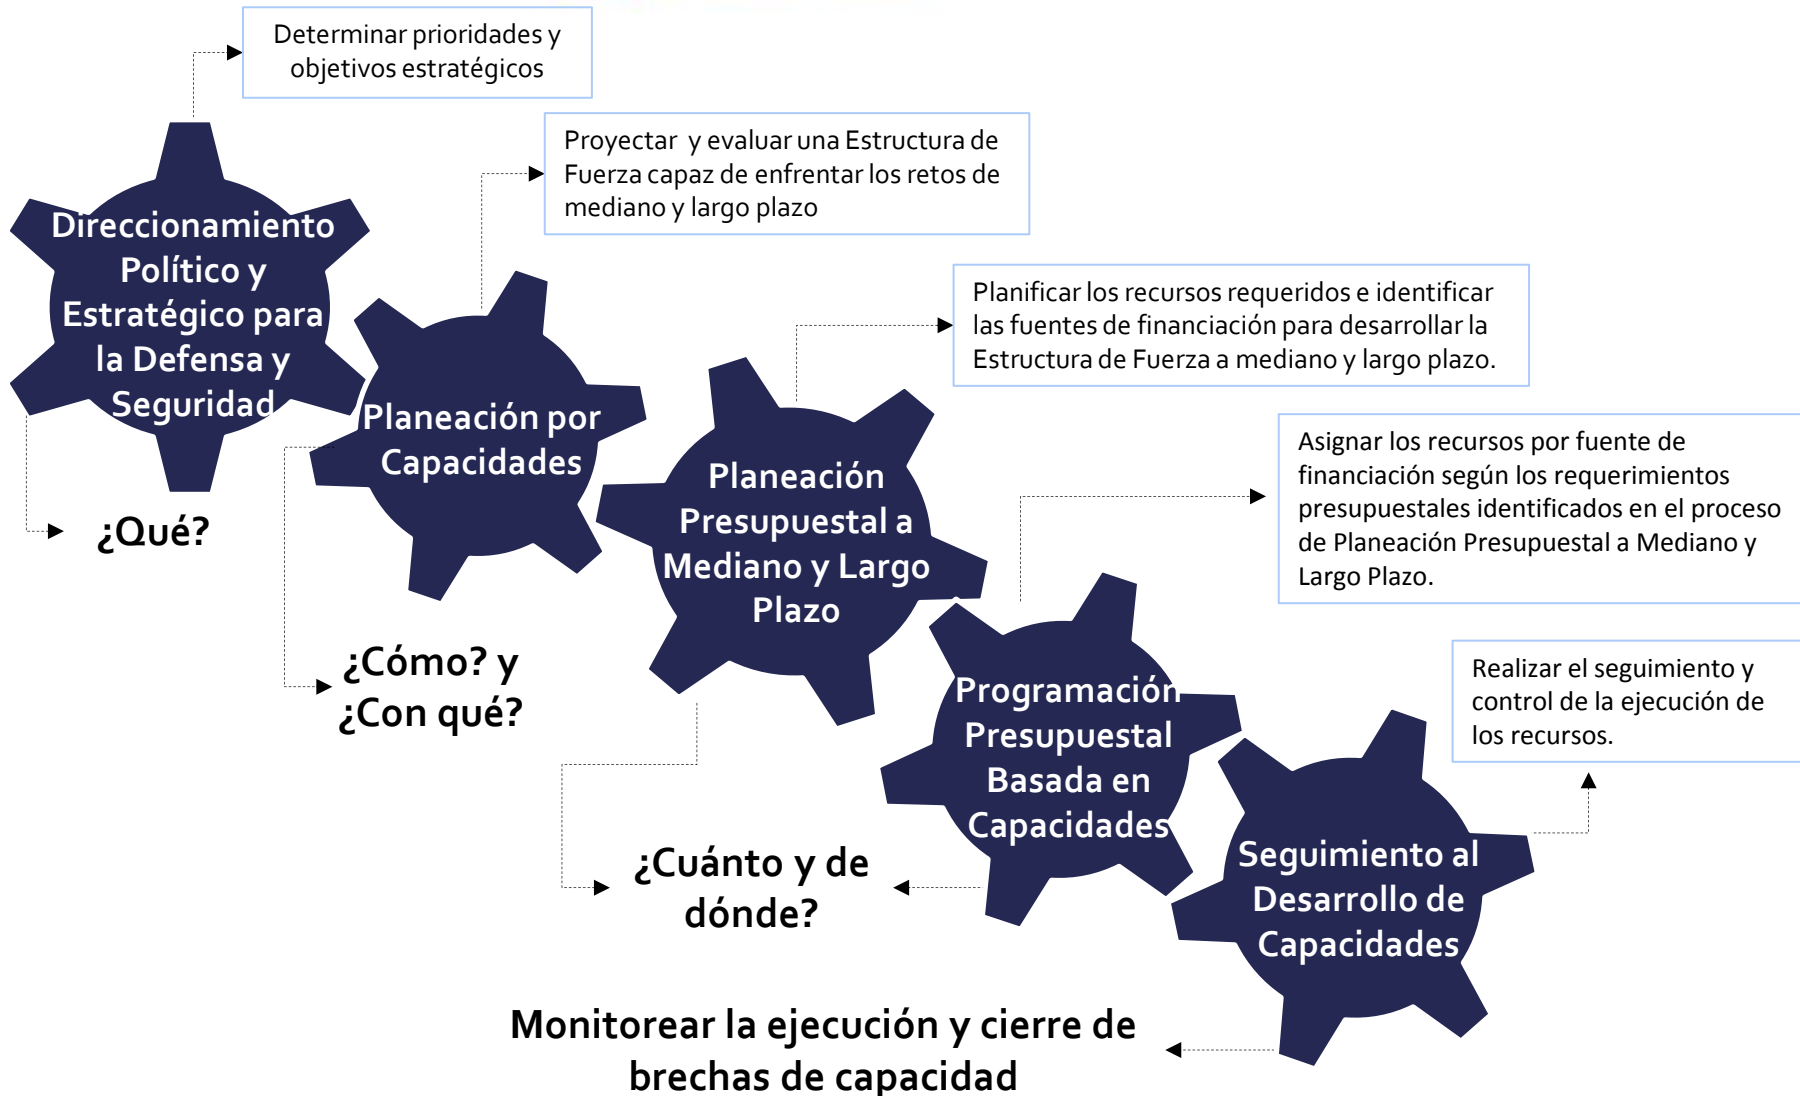 Determinar prioridades y
objetivos estratégicos
Proyectar y evaluar una Estructura de
Fuerza capaz de enfrentar los retos de
mediano y largo plazo
Direccionamiento
Político y
Estratégico para
la Defensa y
Seguridad
Planificar los recursos requeridos e identificar
las fuentes de financiación para desarrollar la
Estructura de Fuerza a mediano y largo plazo.
Planeación por
Capacidades
Asignar los recursos por fuente de
financiación según los requerimientos
presupuestales identificados en el proceso
de Planeación Presupuestal a Mediano y
Largo Plazo.
Planeación
Presupuestal a
Mediano y Largo
Plazo
¿Qué?
¿Cómo? y
¿Con qué?
Realizar el seguimiento y
control de la ejecución de
los recursos.
Programación
Presupuestal
Basada en
Capacidades
¿Cuánto y de
dónde?
Seguimiento al
Desarrollo de
Capacidades
Monitorear la ejecución y cierre de
brechas de capacidad